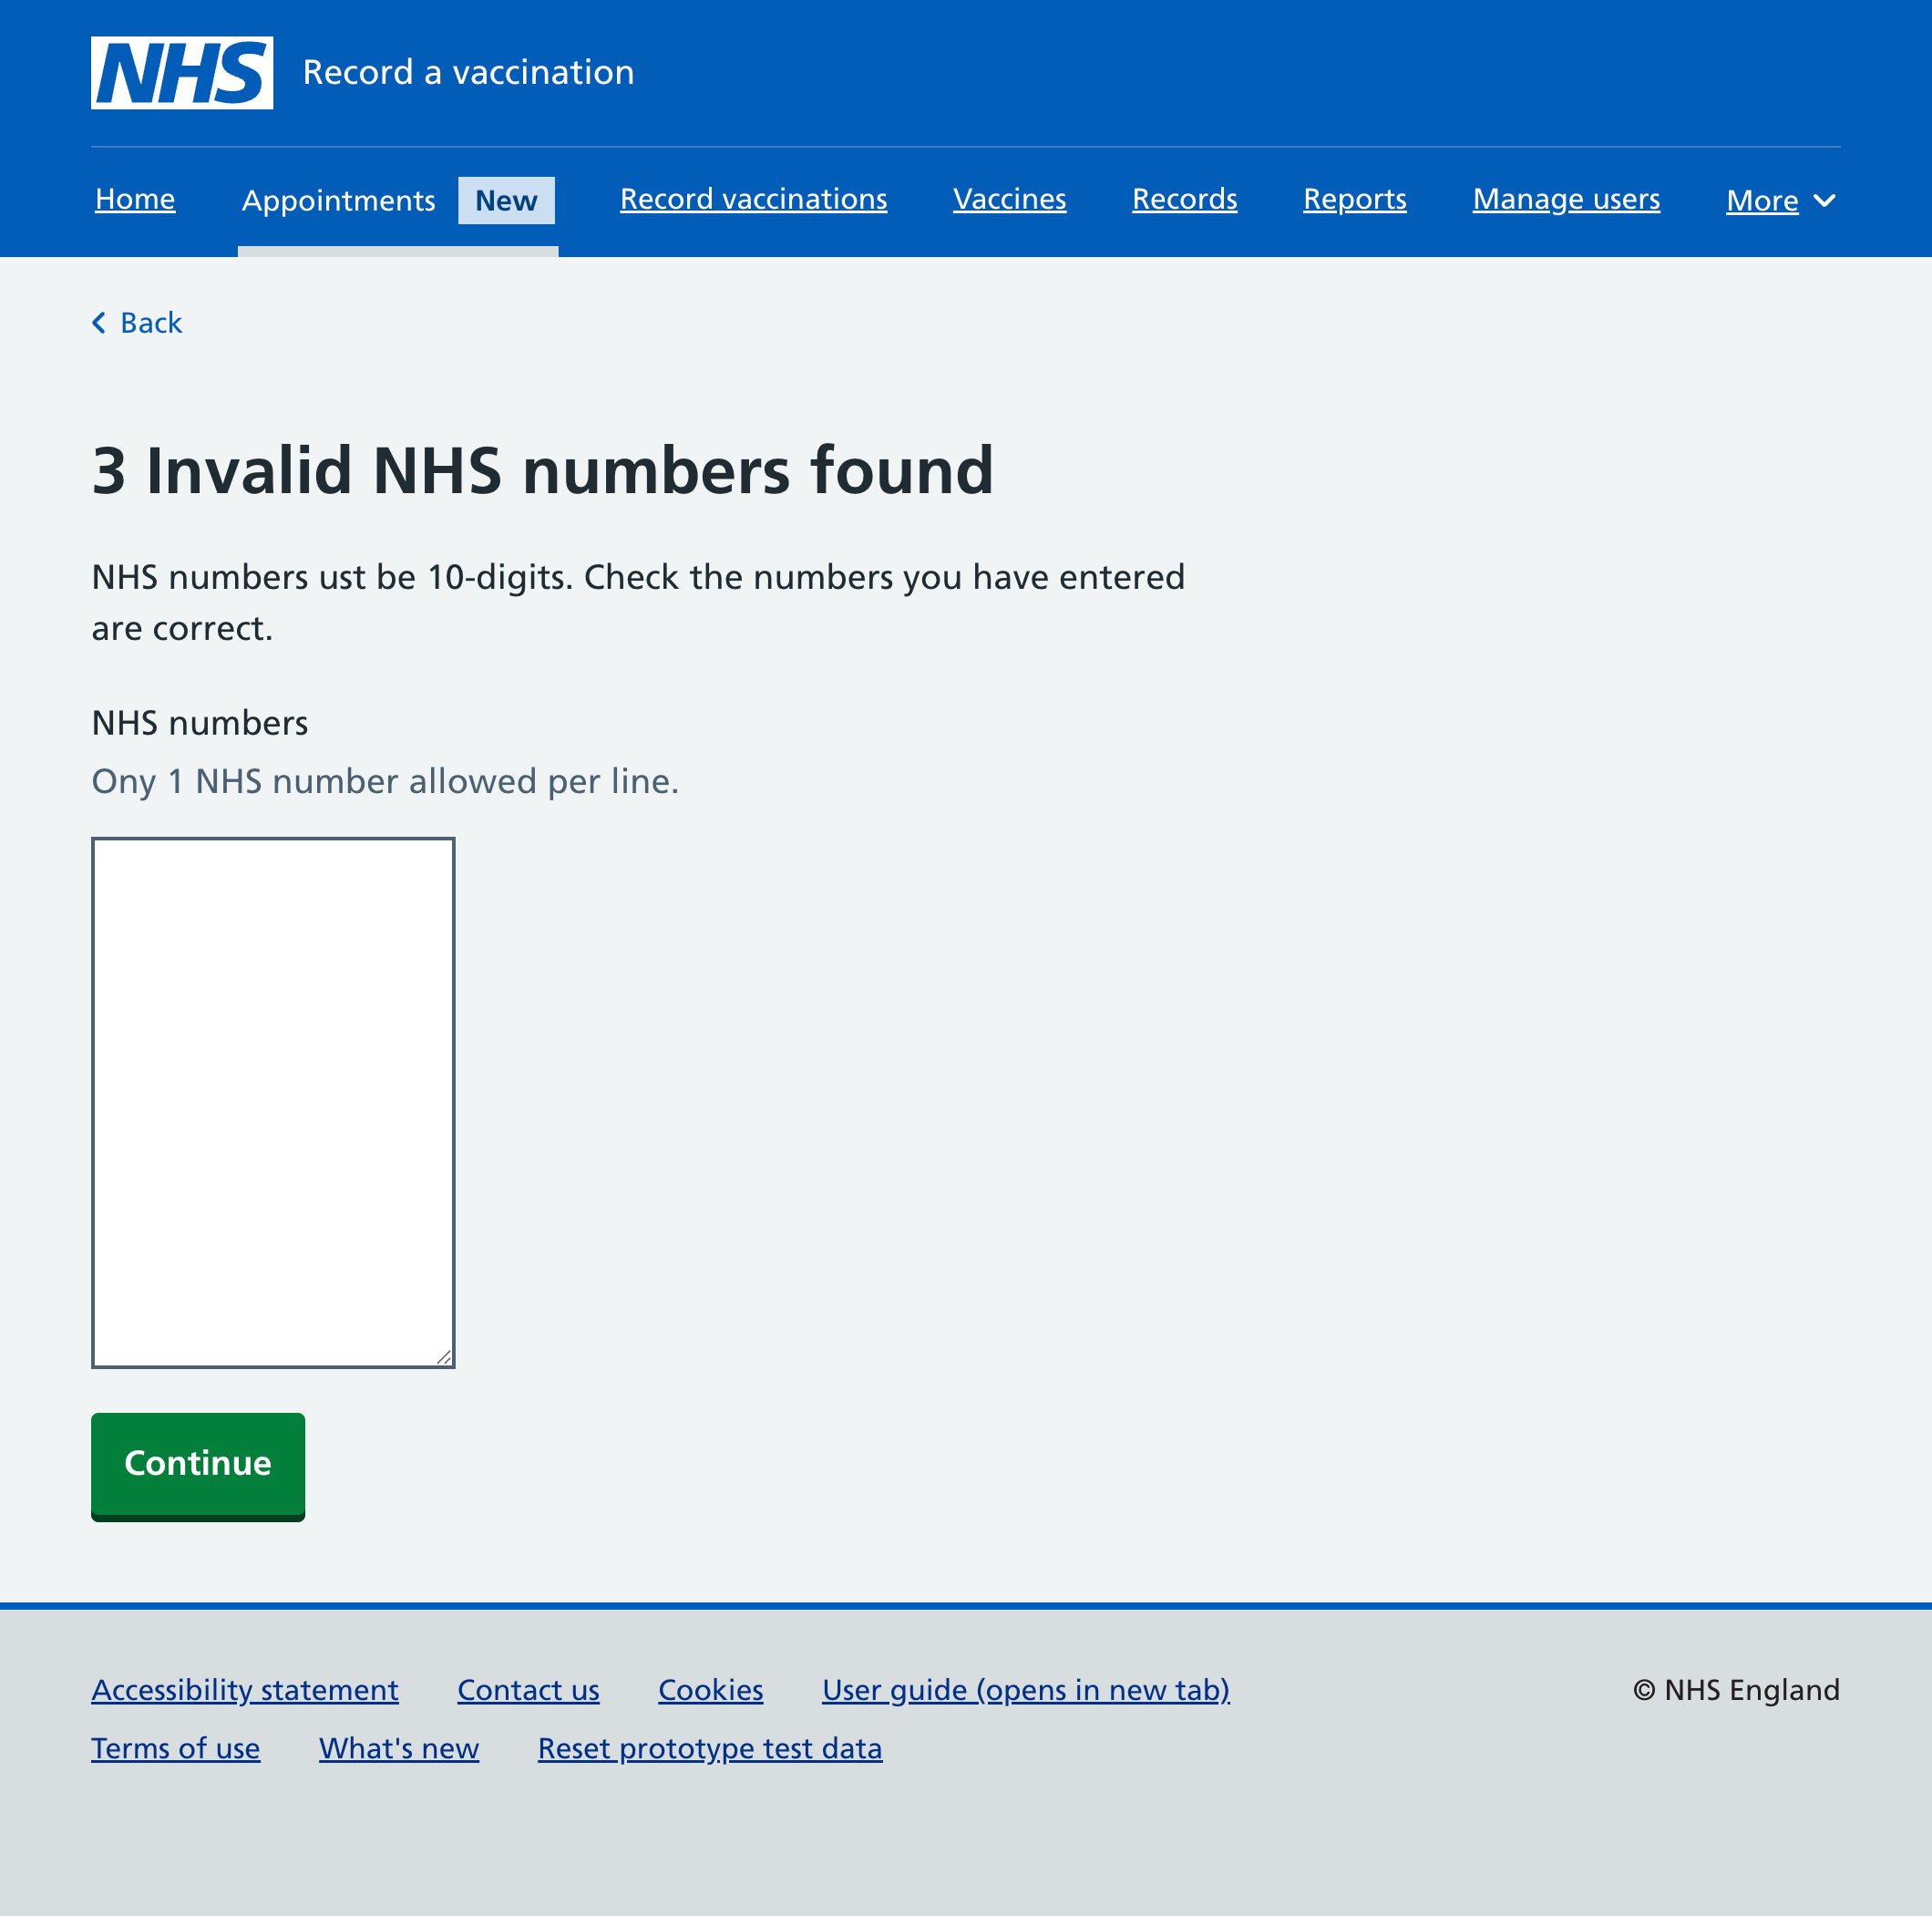 NHS Record a vaccination
Home Appointments New Record vaccinations Vaccines Records Reports Manage users More
Back
3 Invalid NHS numbers found
NHS numbers ust be 10-digits. Check the numbers you have entered
are correct.
NHS numbers
Ony 1 NHS number allowed per line.
Continue
Accessibility statement Contact us Cookies User guide (opens in new tab) © NHS England
Terms of use What's new Reset prototype test data